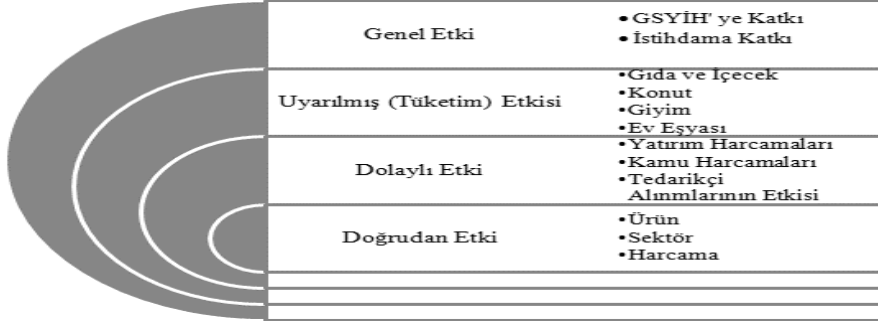 Genel Etki
• GSYİH' ye Katkı
• İstihdama Katkı
Uyarılmış (Tüketim) Etkisi
•Gıda ve İçecek
•Konut
•Giyim
•Ev Eşyası
Dolaylı Etki
•Yatırım Harcamaları
•Kamu Harcamaları
•Tedarikçi
Alınmlarının Etkisi
Doğrudan Etki
•Ürün
•Sektör
•Harcama